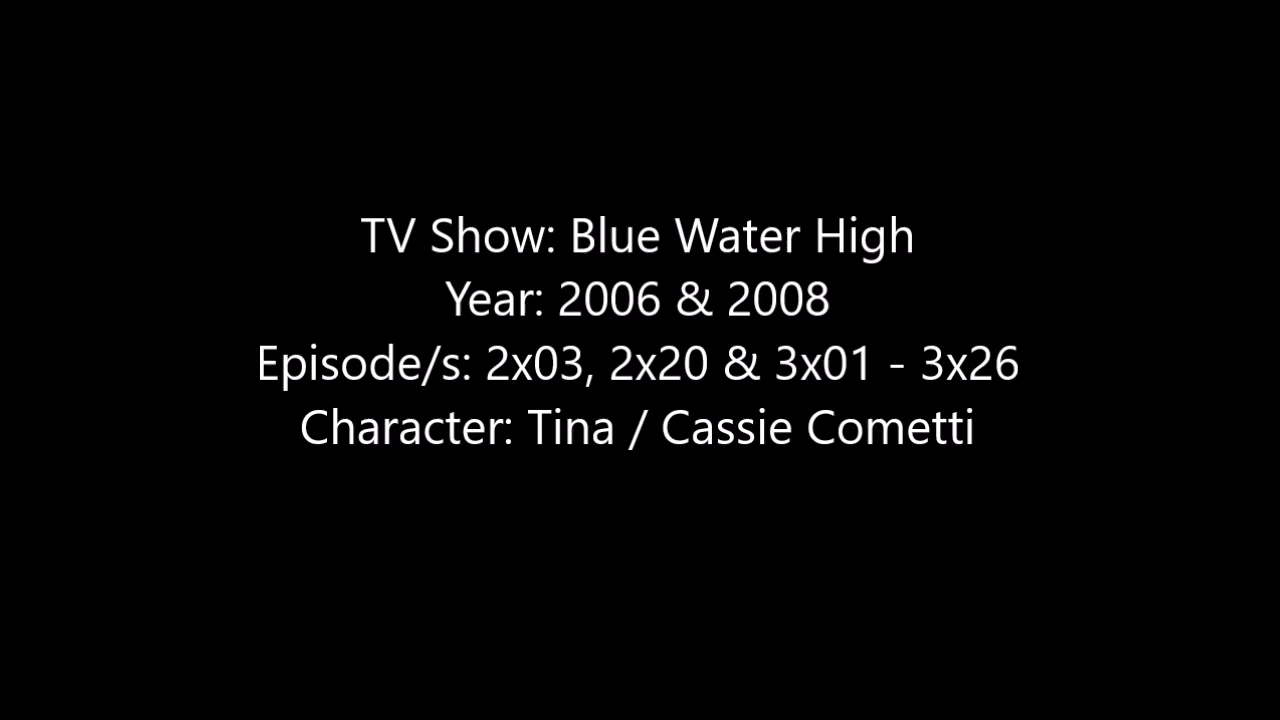 TV Show: Blue Water High
Year: 2006 & 2008
Episode/s: 2x03, 2x20 & 3x01 - 3x26
Character: Tina / Cassie Cometti